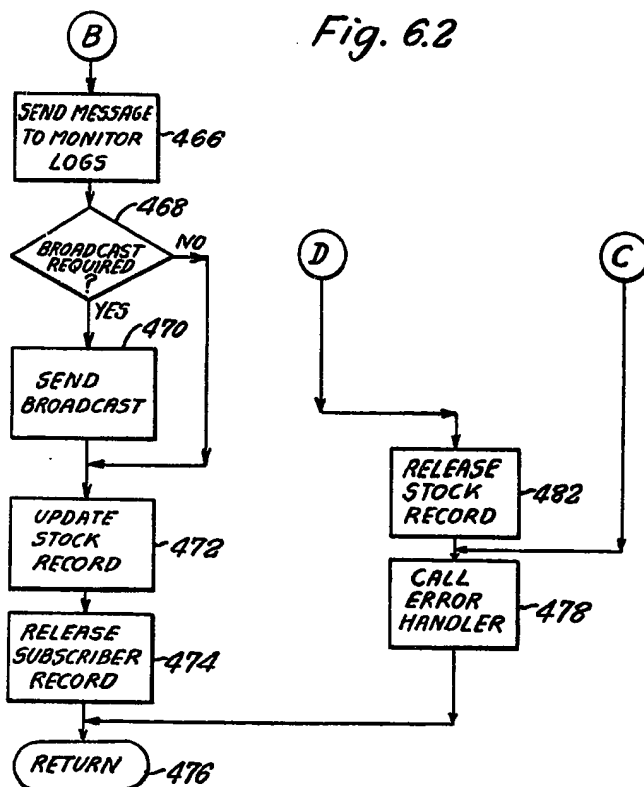 Fig. 6.2
B
SEND MESSAGE
TO MONITOR
LOGS
466
468
BROADCAST
REQUIRED
?
NO
YES
470
SEND
BROADCAST
UPDATE
STOCK
RECORD
472
RELEASE
SUBSCRIBER
RECORD
474
RETURN
476
D
C
RELEASE
STOCK
RECORD
482
CALL
ERROR
HANDLER
478